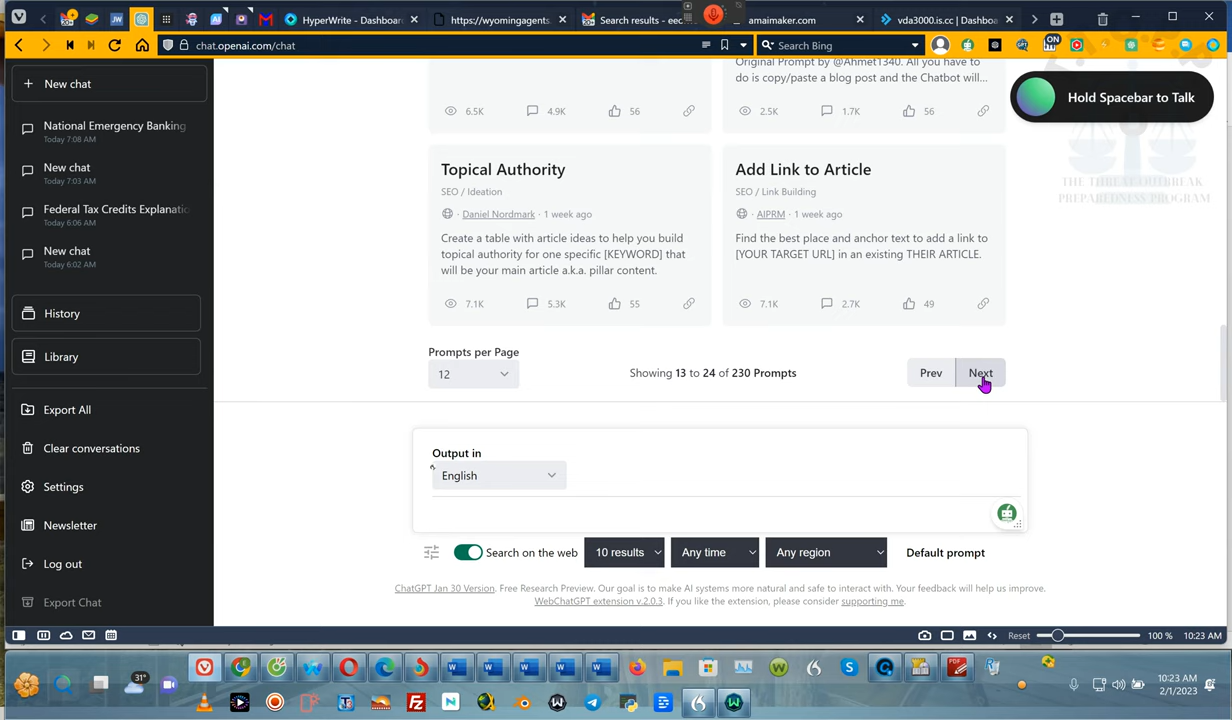 HyperWrite - Dashboar
https://wyomingagents.
Search results - eec
amaimaker.com
vda3000.is.cc | Dashboa
chat.openai.com/chat
Search Bing
ON
New chat
National Emergency Banking
Today 7:08 AM
New chat
Today 7:03 AM
Federal Tax Credits Explanatio
Today 6:06 AM
New chat
Today 6:02 AM
History
Library
Export All
Clear conversations
Settings
Newsletter
Log out
Export Chat
Hold Spacebar to Talk
THE THREAT OUTBREAK
PREPAREDNESS PROGRAM
Original Prompt by @Ahmet1340. All you have to
do is copy/paste a blog post and the Chatbot will...
6.5K 4.9K 56
2.5K 1.7K 56
Topical Authority
SEO / Ideation
Daniel Nordmark · 1 week ago
Create a table with article ideas to help you build
topical authority for one specific [KEYWORD] that
will be your main article a.k.a. pillar content.
7.1K 5.3K 55
Add Link to Article
SEO / Link Building
AIPRM · 1 week ago
Find the best place and anchor text to add a link to
[YOUR TARGET URL] in an existing THEIR ARTICLE.
7.1K 2.7K 49
Prompts per Page
12
Showing 13 to 24 of 230 Prompts
Prev Next
Output in
English
Search on the web 10 results Any time Any region Default prompt
ChatGPT Jan 30 Version. Free Research Preview. Our goal is to make AI systems more natural and safe to interact with. Your feedback will help us improve.
WebChatGPT extension v.2.0.3. If you like the extension, please consider supporting me.
Reset 100 % 10:23 AM
31°
10:23 AM
2/1/2023